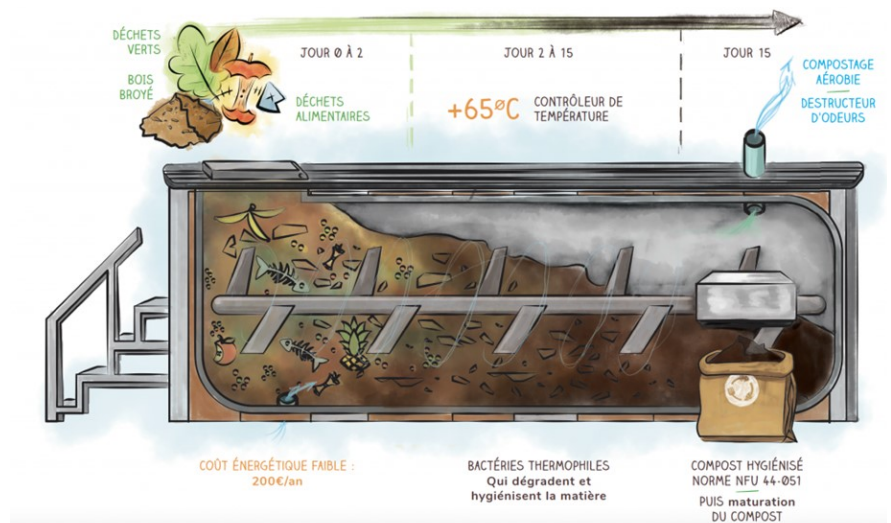 DÉCHETS
VERTS
BOIS
BROYÉ
DÉCHETS
ALIMENTAIRES
JOUR 0 À 2
JOUR 2 À 15
JOUR 15
+65°C
CONTRÔLEUR DE
TEMPÉRATURE
COMPOSTAGE
AÉROBIE
DESTRUCTEUR
D'ODEURS
COÛT ÉNERGÉTIQUE FAIBLE :
200€/an
BACTÉRIES THERMOPHILES
Qui dégradent et
hygiénisent la matière
COMPOST HYGIÉNISÉ
NORME NFU 44-051
PUIS maturation
DU COMPOST